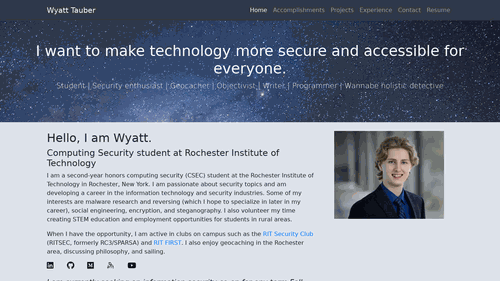 Wyatt Tauber
Home Accomplishments Projects Experience Contact Resume
I want to make technology more secure and accessible for
everyone.
Student | Security enthusiast | Geocacher | Objectivist | Writer | Programmer | Wannabe holistic detective
Hello, I am Wyatt.
Computing Security student at Rochester Institute of
Technology
I am a second-year honors computing security (CSEC) student at the Rochester Institute of
Technology in Rochester, New York. I am passionate about security topics and am
developing a career in the information technology and security industries. Some of my
interests are malware research and reversing (which I hope to specialize in later in my
career), social engineering, encryption, and steganography. I also volunteer my time
creating STEM education and employment opportunities for students in rural areas.
When I have the opportunity, I am active in clubs on campus such as the RIT Security Club
(RITSEC, formerly RC3/SPARSA) and RIT FIRST. I also enjoy geocaching in the Rochester
area, discussing philosophy, and sailing.